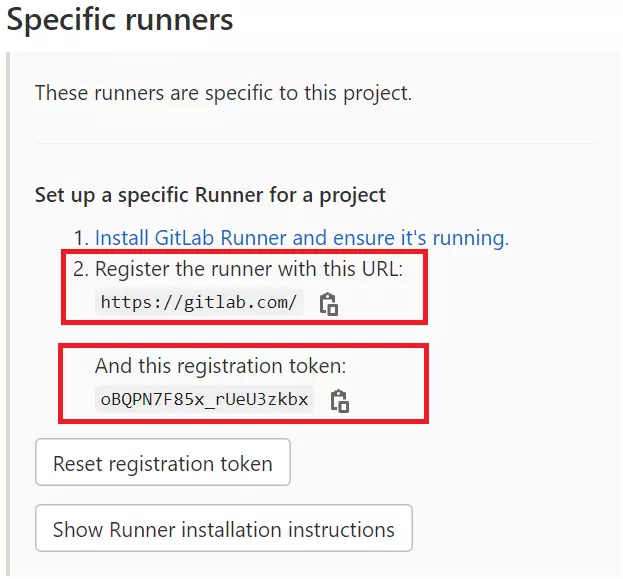 Specific runners
These runners are specific to this project.
Set up a specific Runner for a project
1. Install GitLab Runner and ensure it's running.
2. Register the runner with this URL:
https://gitlab.com/
And this registration token:
oBQPN7F85x_rUeU3zkbx
Reset registration token
Show Runner installation instructions